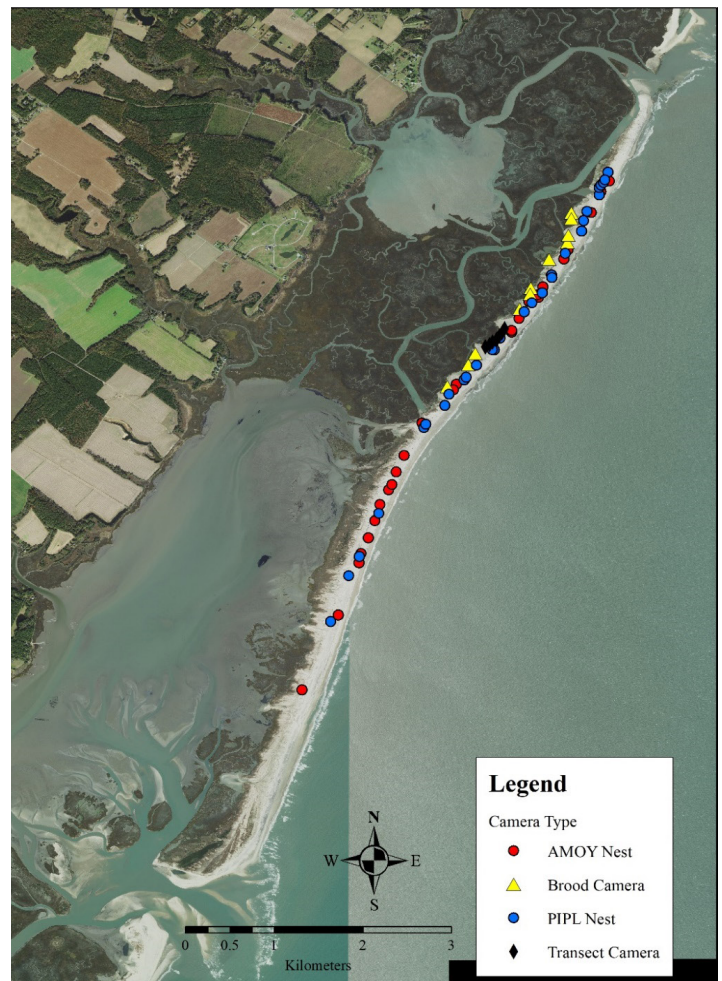 N
W E
S
0 0.5 1 2 3
Kilometers
Legend
Camera Type
AMOY Nest
Brood Camera
PIPL Nest
Transect Camera